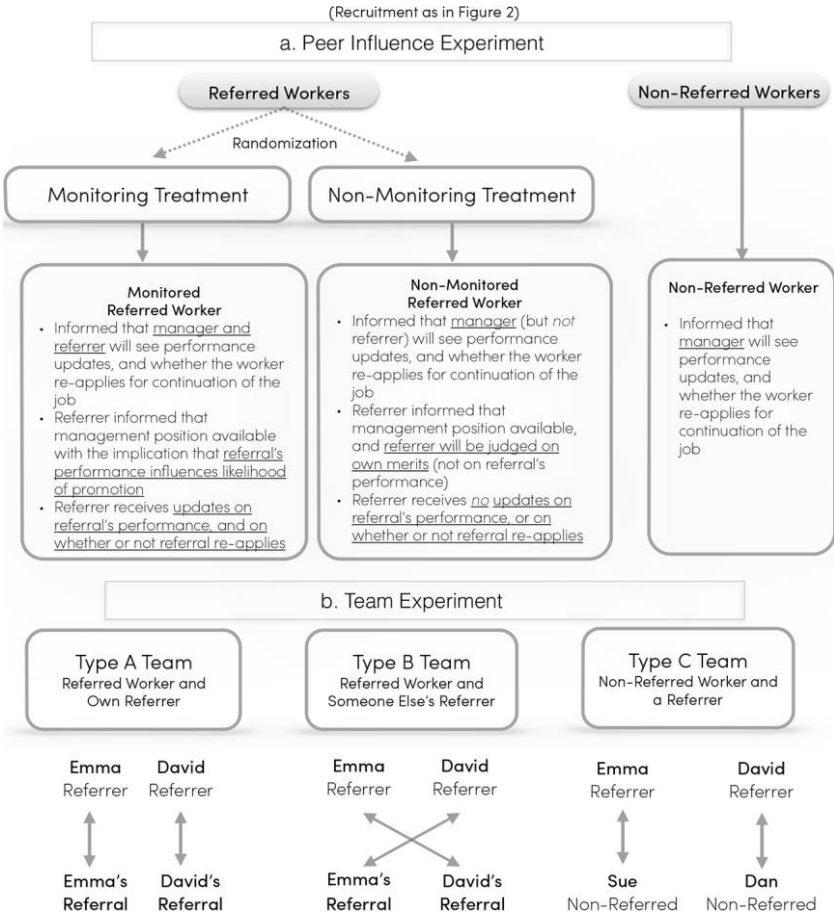 (Recruitment as in Figure 2)
a. Peer Influence Experiment
Referred Workers
Non-Referred Workers
Randomization
Monitoring Treatment
Non-Monitoring Treatment
Monitored
Referred Worker
• Informed that manager and
referrer will see performance
updates, and whether the worker
re-applies for continuation of the
job
• Referrer informed that
management position available
with the implication that referral's
performance influences likelihood
of promotion
• Referrer receives updates on
referral's performance, and on
whether or not referral re-applies
Non-Monitored
Referred Worker
• Informed that manager (but not
referrer) will see performance
updates, and whether the worker
re-applies for continuation of the
job
• Referrer informed that
management position available,
and referrer will be judged on
own merits (not on referral's
performance)
• Referrer receives no updates on
referral's performance, or on
whether or not referral re-applies
Non-Referred Worker
• Informed that
manager will see
performance
updates, and
whether the worker
re-applies for
continuation of the
job
b. Team Experiment
Type A Team
Referred Worker and
Own Referrer
Type B Team
Referred Worker and
Someone Else's Referrer
Type C Team
Non-Referred Worker and
a Referrer
Emma
Referrer
David
Referrer
Emma's
Referral
David's
Referral
Emma
Referrer
David
Referrer
Emma's
Referral
David's
Referral
Emma
Referrer
David
Referrer
Sue
Non-Referred
Dan
Non-Referred